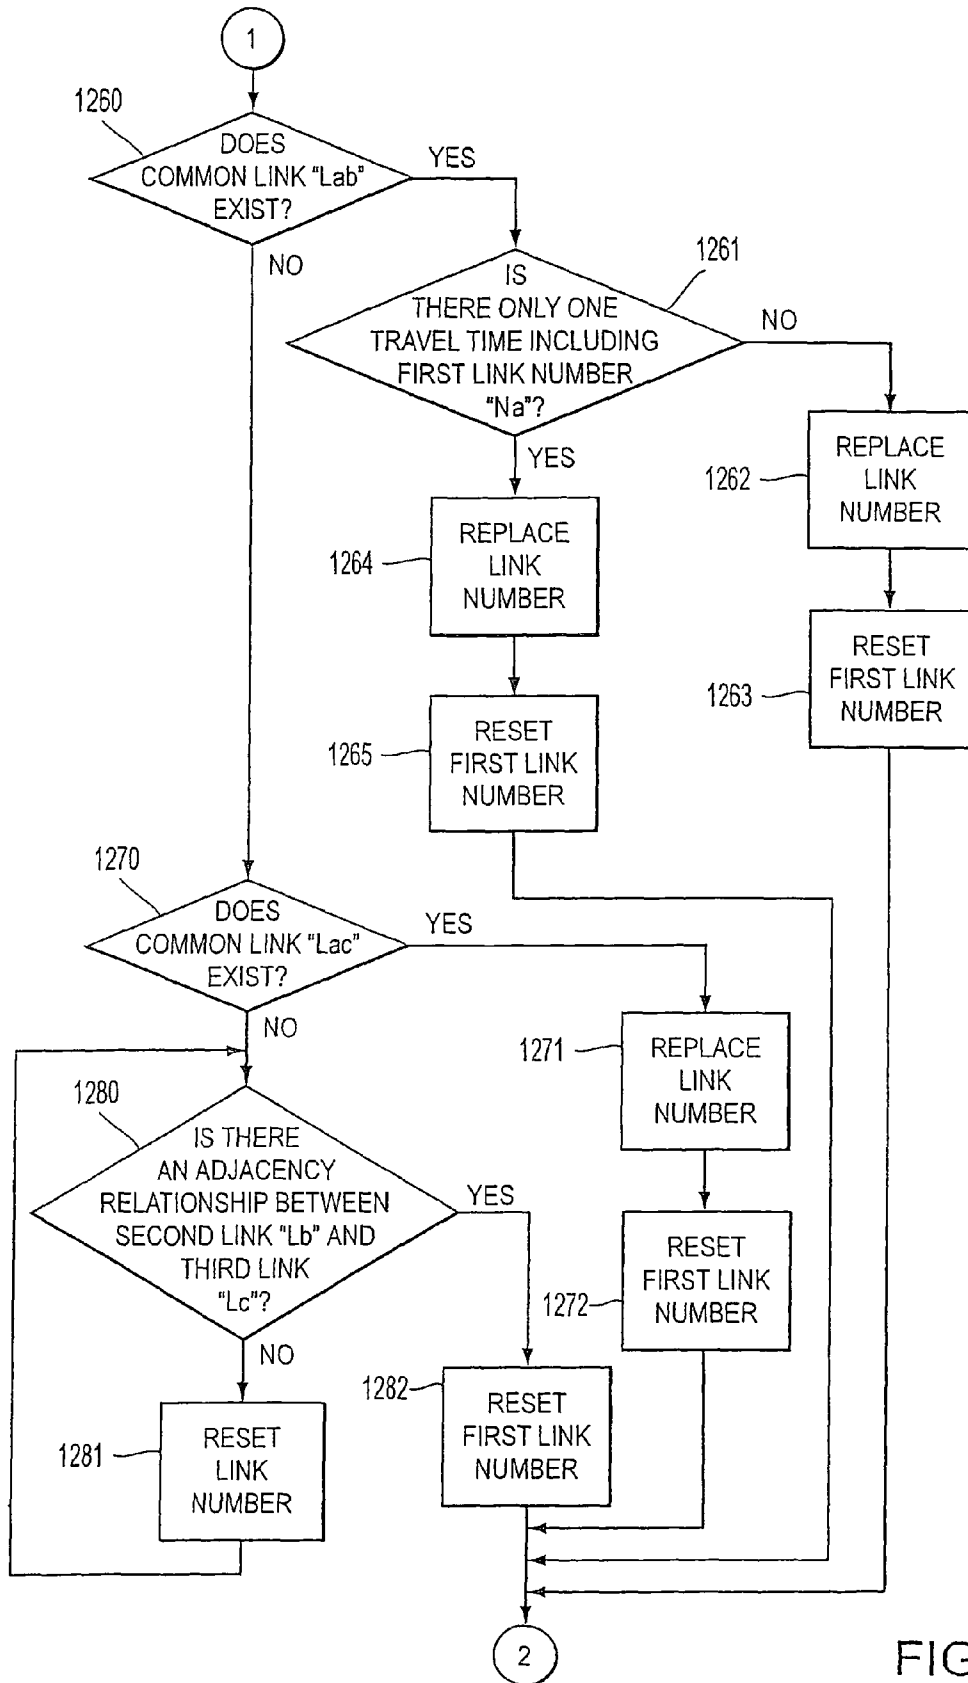 1
1260
DOES
COMMON LINK "Lab"
EXIST?
YES
NO
1261
IS
THERE ONLY ONE
TRAVEL TIME INCLUDING
FIRST LINK NUMBER
"Na"?
NO
YES
1262
REPLACE
LINK
NUMBER
1264
REPLACE
LINK
NUMBER
1263
RESET
FIRST LINK
NUMBER
1265
RESET
FIRST LINK
NUMBER
1270
DOES
COMMON LINK "Lac"
EXIST?
YES
NO
1271
REPLACE
LINK
NUMBER
1280
IS THERE
AN ADJACENCY
RELATIONSHIP BETWEEN
SECOND LINK "Lb" AND
THIRD LINK
"Lc"?
YES
NO
1272
RESET
FIRST LINK
NUMBER
1282
RESET
FIRST LINK
NUMBER
1281
RESET
LINK
NUMBER
2
FIG